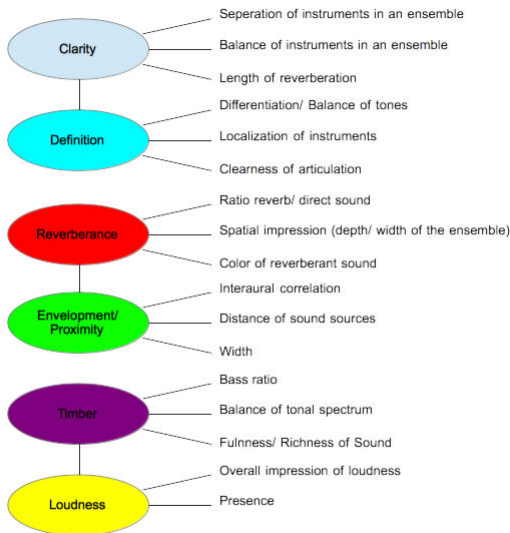 Seperation of instruments in an ensemble
Clarity
Balance of instruments in an ensemble
Length of reverberation
Differentiation/ Balance of tones
Definition
Localization of instruments
Clearness of articulation
Ratio reverb/ direct sound
Reverberance
Spatial impression (depth/ width of the ensemble)
Color of reverberant sound
Interaural correlation
Envelopment/
Proximity
Distance of sound sources
Width
Bass ratio
Timber
Balance of tonal spectrum
Fulnness/ Richness of Sound
Overall impression of loudness
Loudness
Presence